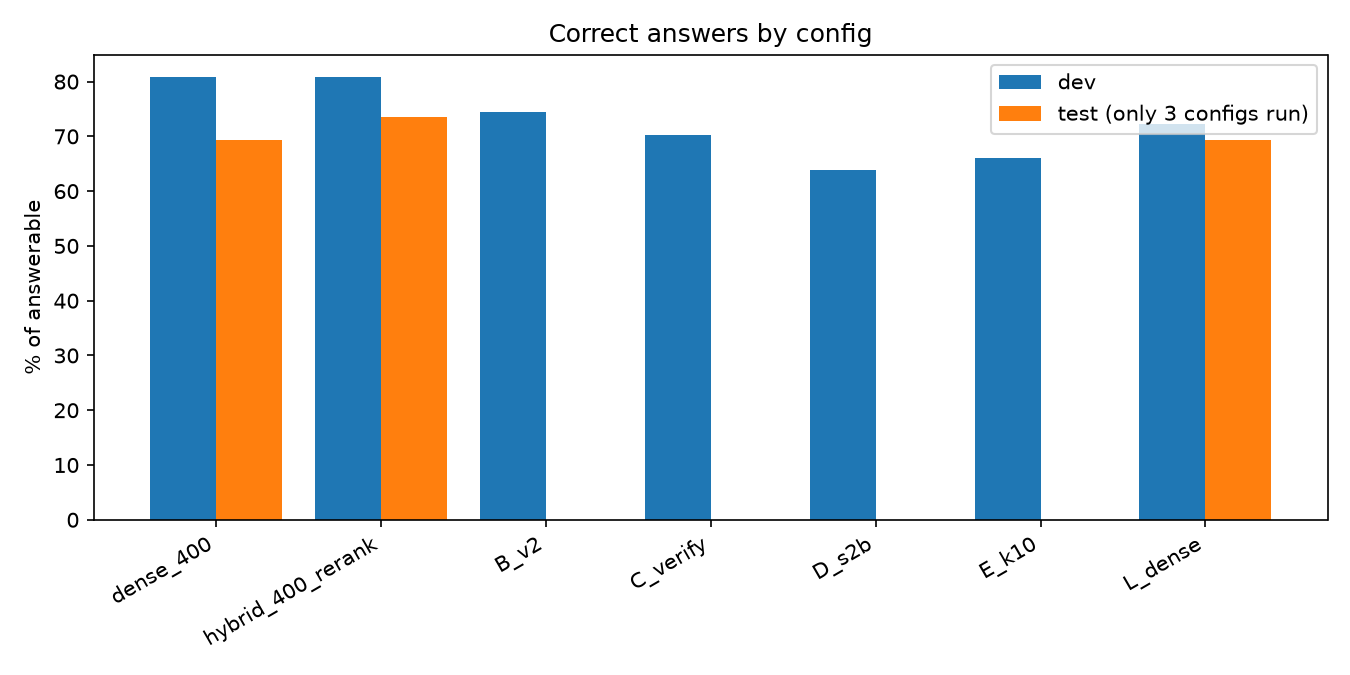 Correct answers by config
dev
test (only 3 configs run)
% of answerable
80
70
60
50
40
30
20
10
0
dense_400
hybrid_400_rerank
B_v2
C_verify
D_s2b
E_k10
L_dense